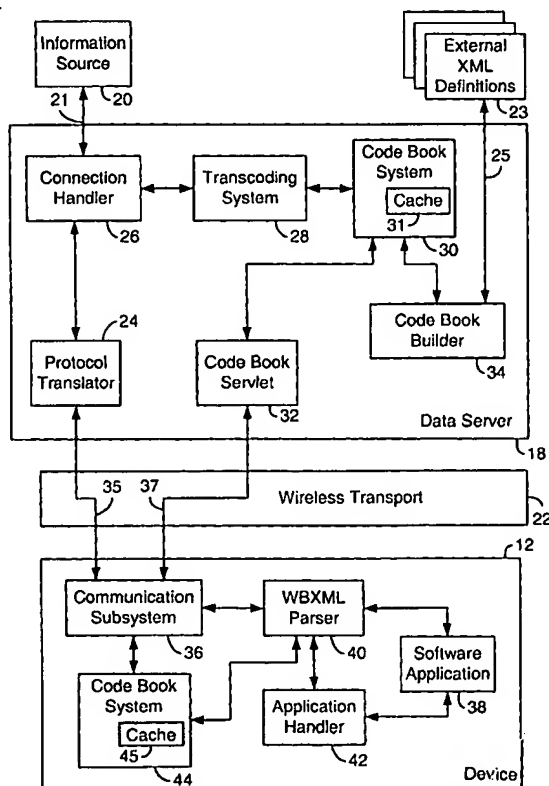 Information
Source
20
21
External
XML
Definitions
23
25
Connection
Handler
26
Transcoding
System
28
Code Book
System
Cache
31
30
24
Protocol
Translator
Code Book
Servlet
32
Code Book
Builder
34
Data Server
18
35
37
Wireless Transport
22
12
Communication
Subsystem
36
WBXML
Parser
40
Software
Application
38
Code Book
System
Cache
45
44
Application
Handler
42
Device